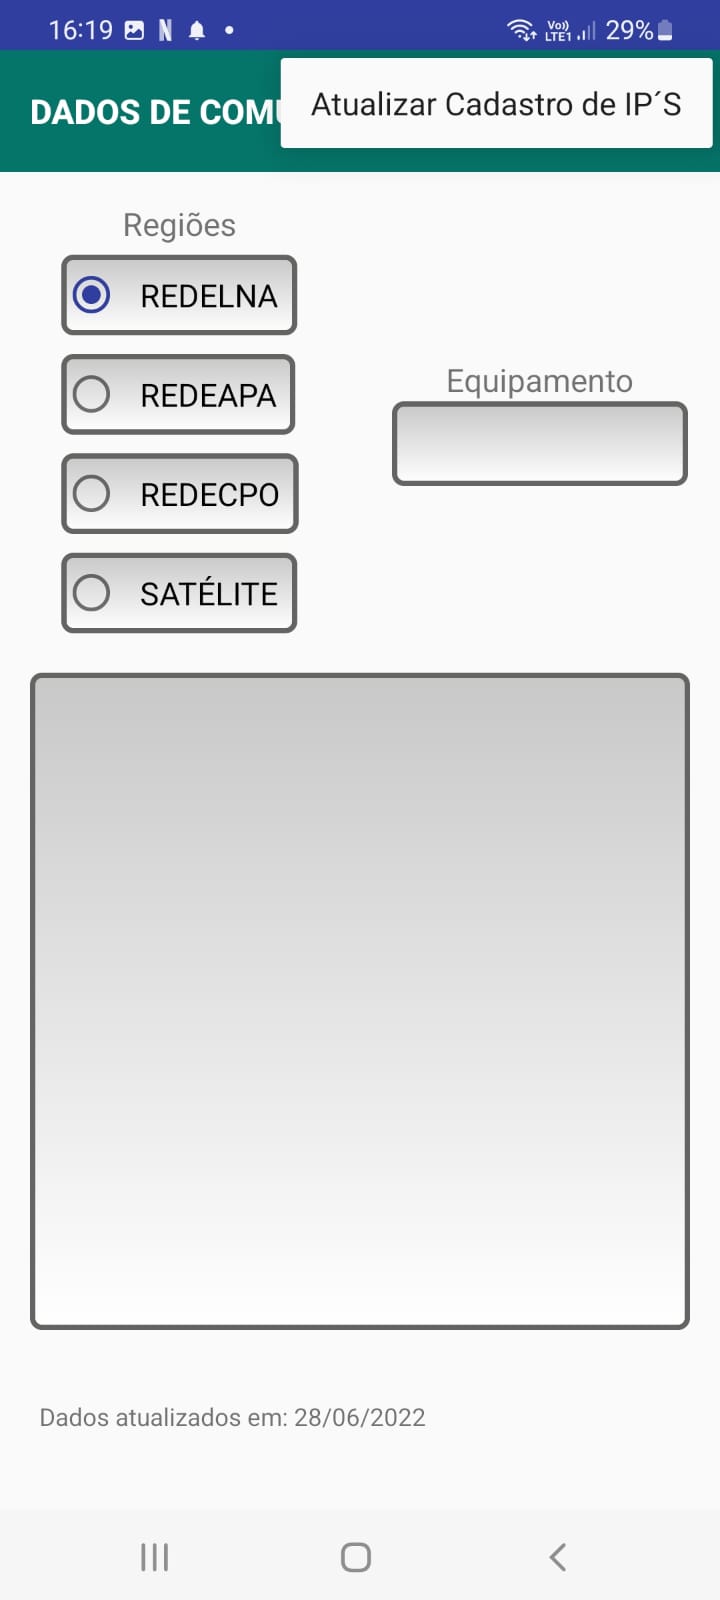 16:19 N Vo)) LTE1 29%
DADOS DE COMU
Atualizar Cadastro de IP´S
Regiões
REDELNA
REDEAPA
Equipamento
REDECPO
SATÉLITE
Dados atualizados em: 28/06/2022